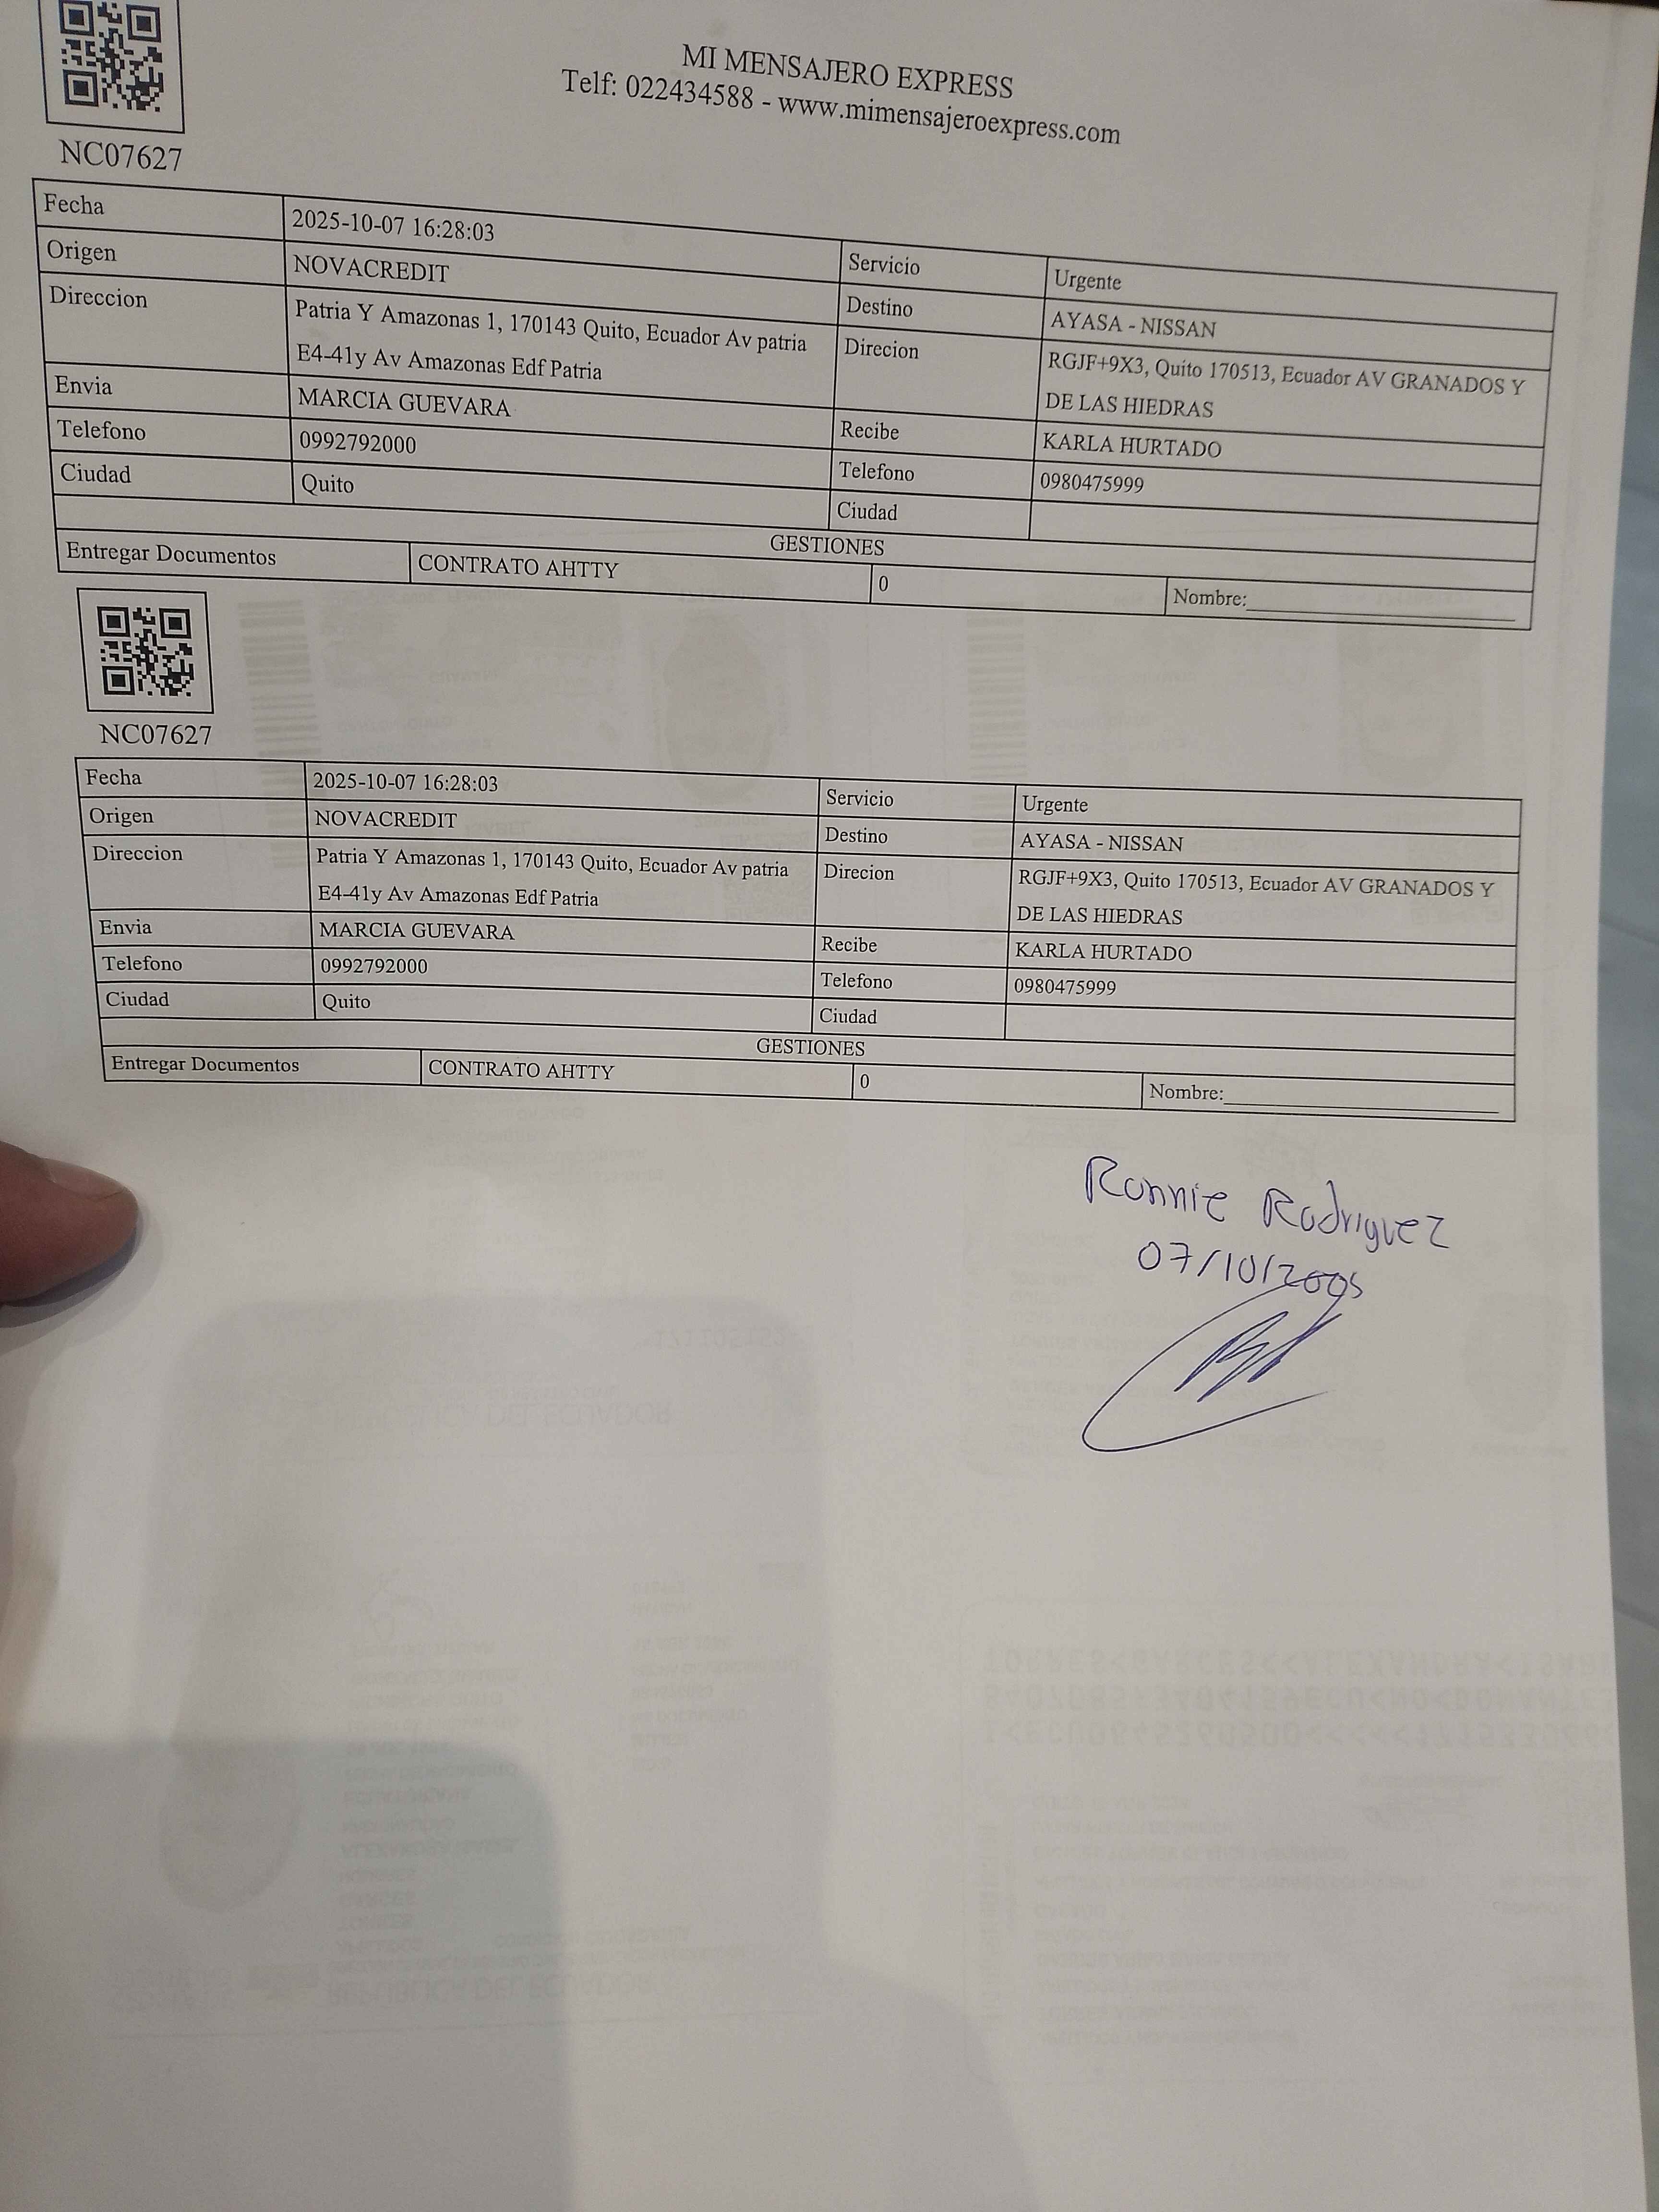 MI MENSAJERO EXPRESS
Telf: 022434588 - www.mimensajeroexpress.com
NC07627
Fecha 2025-10-07 16:28:03 Servicio Urgente
Origen NOVACREDIT Destino AYASA - NISSAN
Direccion Patria Y Amazonas 1, 170143 Quito, Ecuador Av patria Direcion RGJF+9X3, Quito 170513, Ecuador AV GRANADOS Y
E4-41y Av Amazonas Edf Patria DE LAS HIEDRAS
Envia MARCIA GUEVARA Recibe KARLA HURTADO
Telefono 0992792000 Telefono 0980475999
Ciudad Quito Ciudad
GESTIONES
Entregar Documentos CONTRATO AHTTY 0 Nombre:
NC07627
Fecha 2025-10-07 16:28:03 Servicio Urgente
Origen NOVACREDIT Destino AYASA - NISSAN
Direccion Patria Y Amazonas 1, 170143 Quito, Ecuador Av patria Direcion RGJF+9X3, Quito 170513, Ecuador AV GRANADOS Y
E4-41y Av Amazonas Edf Patria DE LAS HIEDRAS
Envia MARCIA GUEVARA Recibe KARLA HURTADO
Telefono 0992792000 Telefono 0980475999
Ciudad Quito Ciudad
GESTIONES
Entregar Documentos CONTRATO AHTTY 0 Nombre:
Ronnie Rodriguez
07/10/2005